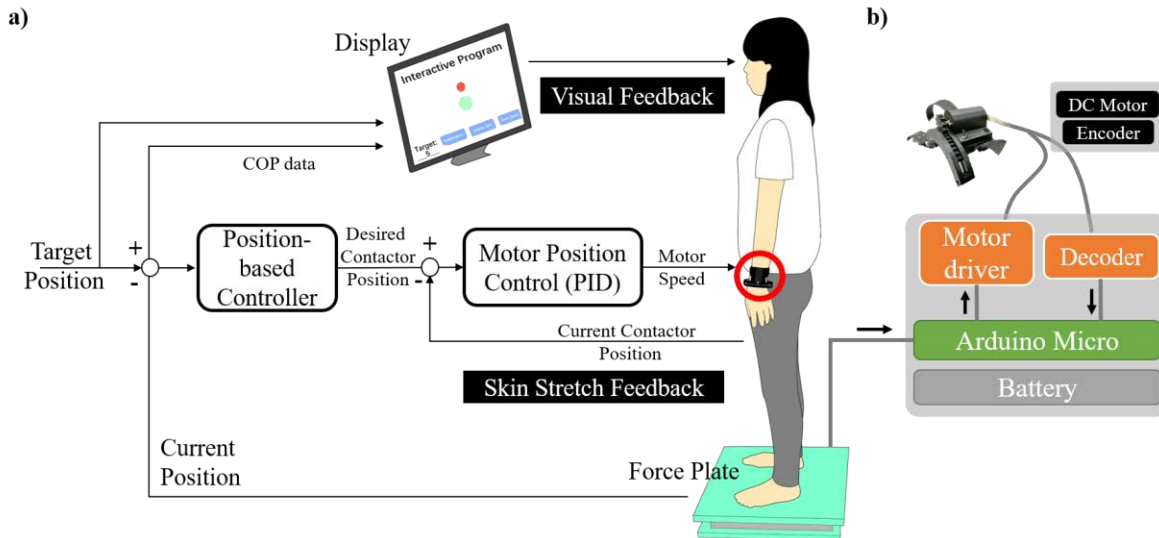 a)
b)
Display
Interactive Program
Target:
5
Visual Feedback
COP data
Target
Position
+
-
Position-
based
Controller
Desired
Contactor
Position
+
-
Motor Position
Control (PID)
Motor
Speed
Current Contactor
Position
Skin Stretch Feedback
Current
Position
Force Plate
DC Motor
Encoder
Motor
driver
Decoder
Arduino Micro
Battery